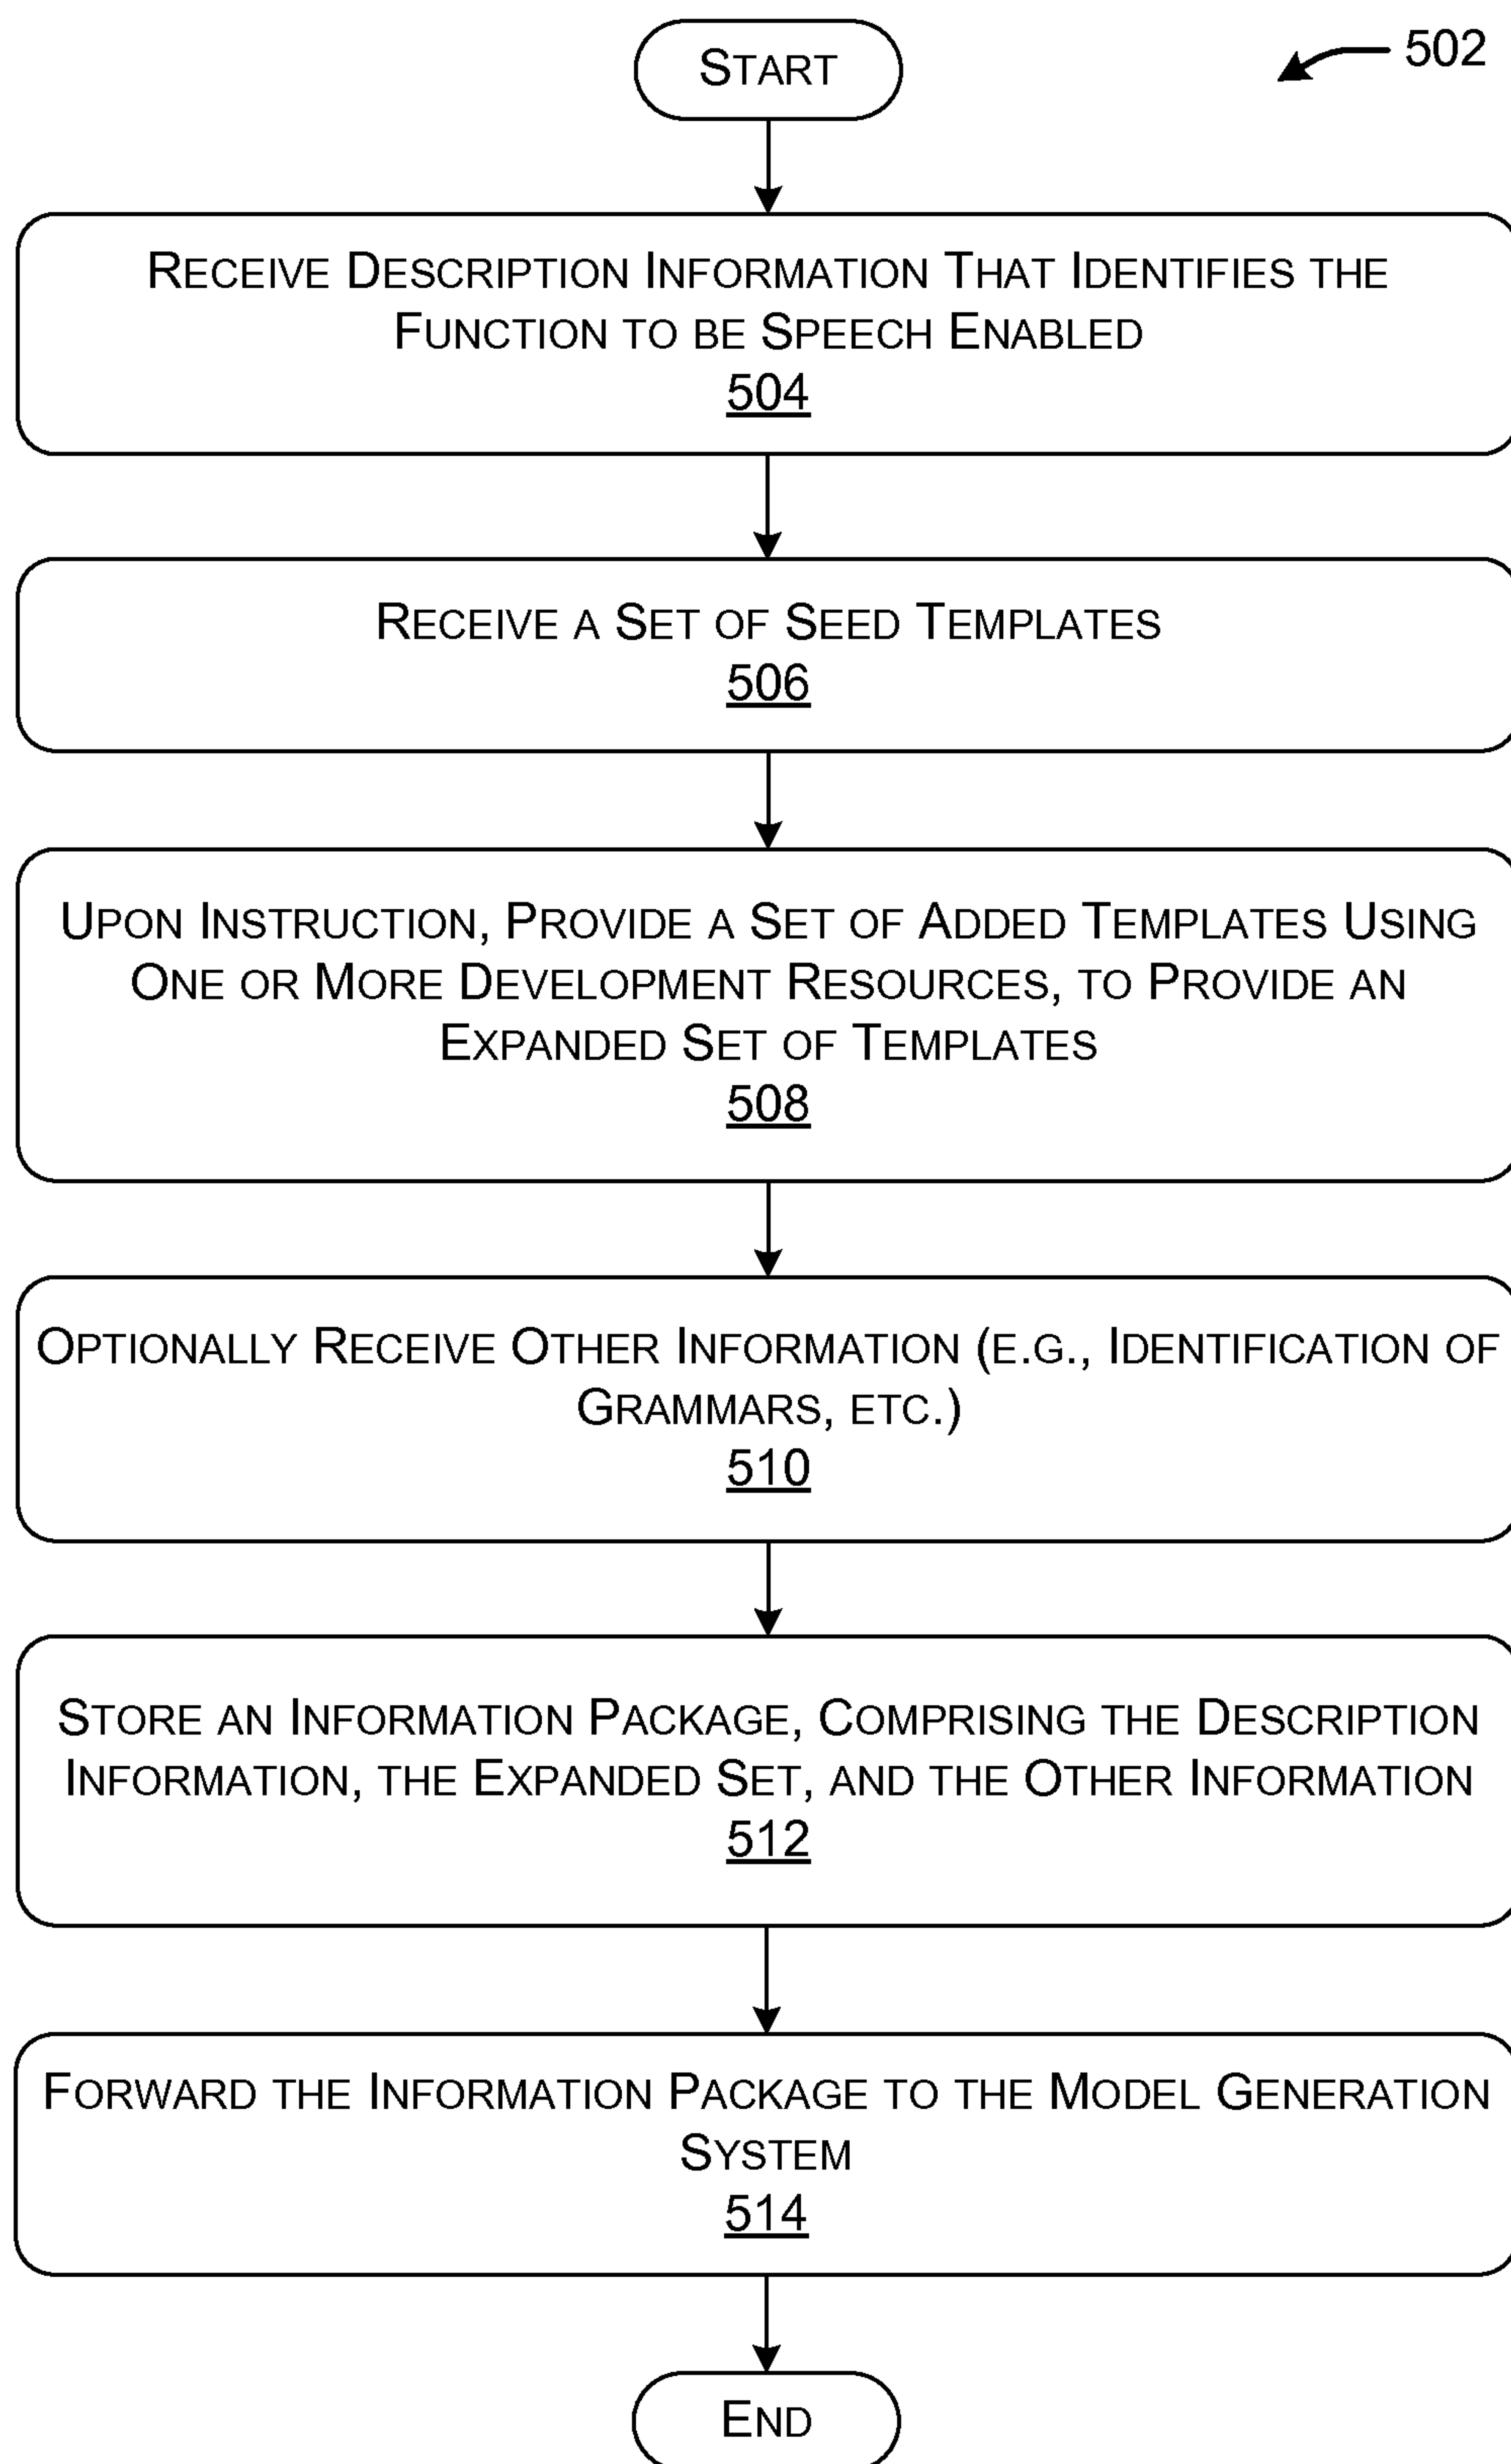 START
502
RECEIVE DESCRIPTION INFORMATION THAT IDENTIFIES THE
FUNCTION TO BE SPEECH ENABLED
504
RECEIVE A SET OF SEED TEMPLATES
506
UPON INSTRUCTION, PROVIDE A SET OF ADDED TEMPLATES USING
ONE OR MORE DEVELOPMENT RESOURCES, TO PROVIDE AN
EXPANDED SET OF TEMPLATES
508
OPTIONALLY RECEIVE OTHER INFORMATION (E.G., IDENTIFICATION OF
GRAMMARS, ETC.)
510
STORE AN INFORMATION PACKAGE, COMPRISING THE DESCRIPTION
INFORMATION, THE EXPANDED SET, AND THE OTHER INFORMATION
512
FORWARD THE INFORMATION PACKAGE TO THE MODEL GENERATION
SYSTEM
514
END